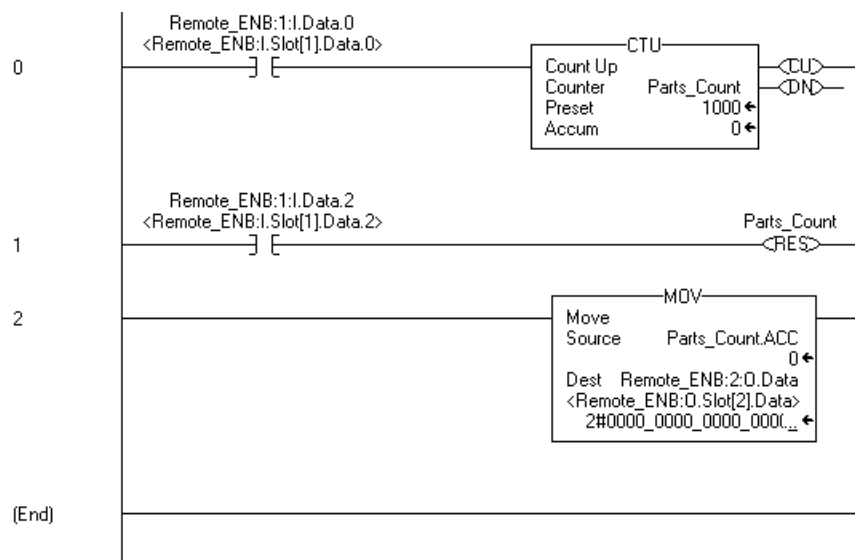 Remote_ENB:1:I.Data.0
<Remote_ENB:I.Slot[1].Data.0>
0
CTU
Count Up
Counter Parts_Count
Preset 1000
Accum 0
CU
DN
Remote_ENB:1:I.Data.2
<Remote_ENB:I.Slot[1].Data.2>
1
Parts_Count
RES
2
MOV
Move
Source Parts_Count.ACC
0
Dest Remote_ENB:2:O.Data
<Remote_ENB:O.Slot[2].Data>
2#0000_0000_0000_000(...
(End)